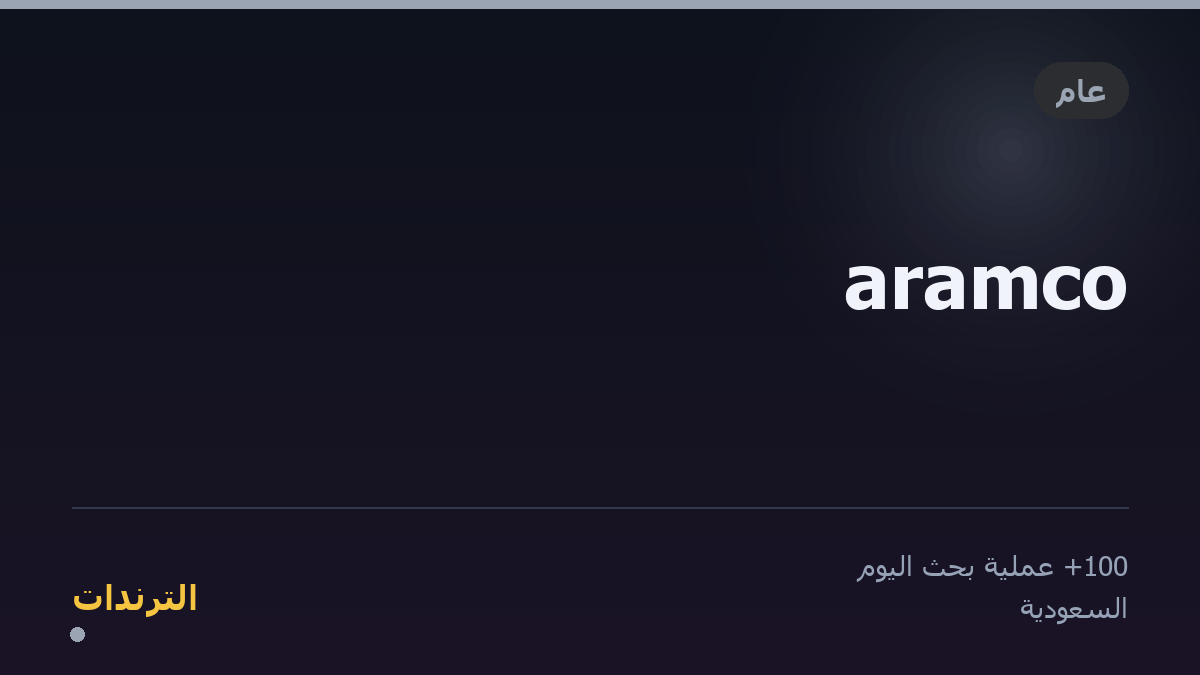 عام
aramco
100+ عملية بحث اليوم
السعودية
الترندات